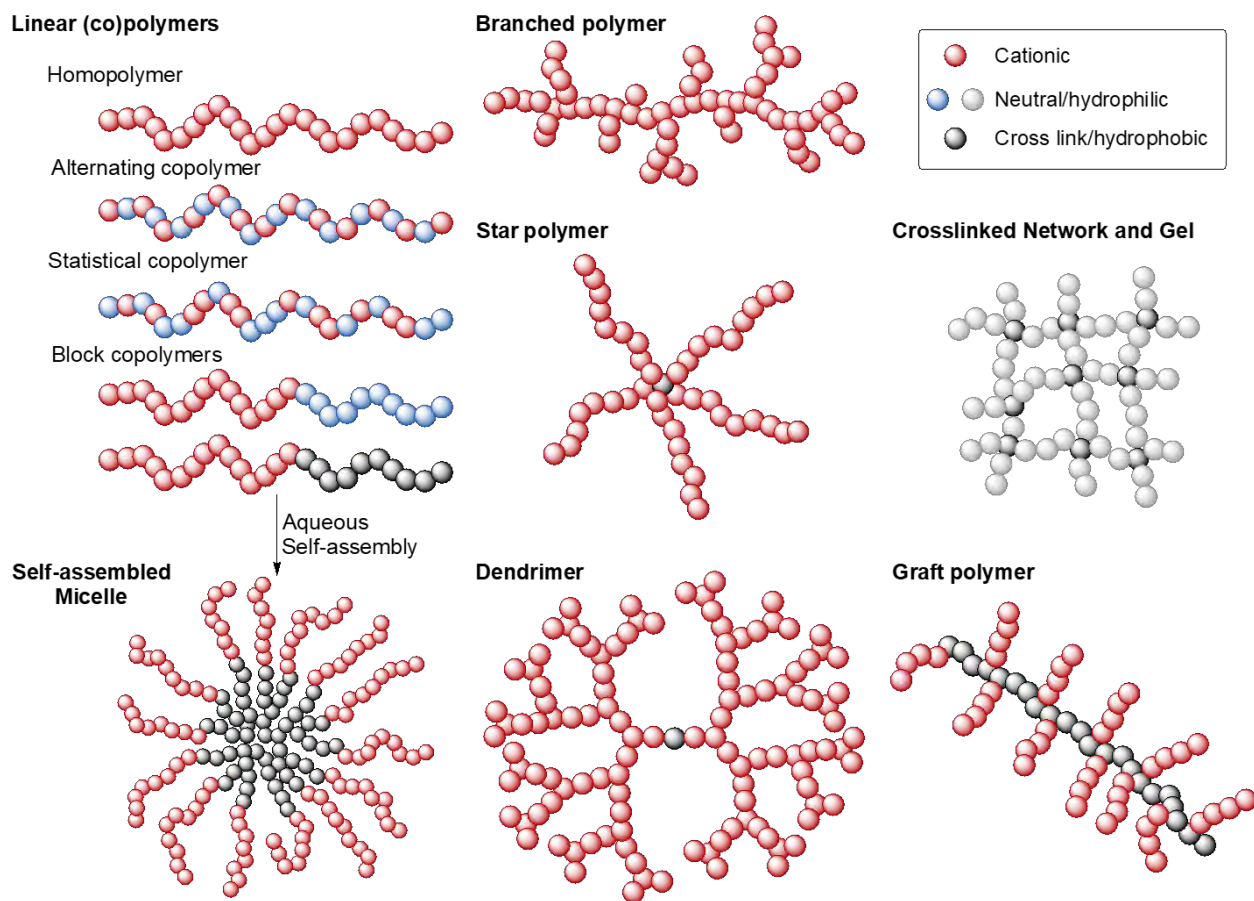 Linear (co)polymers
Homopolymer
Alternating copolymer
Statistical copolymer
Block copolymers
Aqueous
Self-assembly
Self-assembled
Micelle
Branched polymer
Star polymer
Dendrimer
Cationic
Neutral/hydrophilic
Cross link/hydrophobic
Crosslinked Network and Gel
Graft polymer